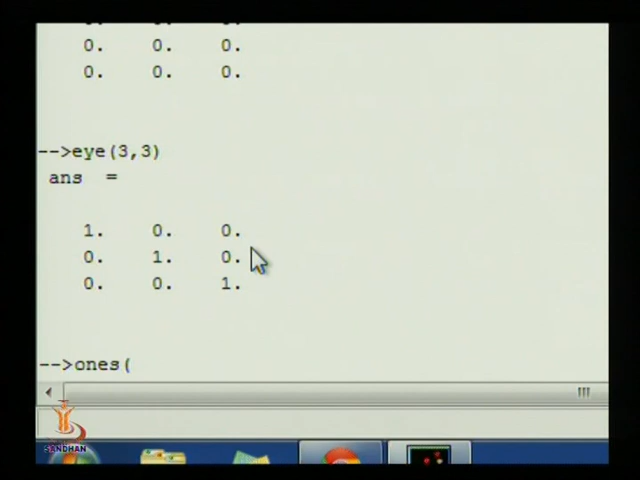 0. 0. 0.
0. 0. 0.
-->eye(3,3)
ans =
1. 0. 0.
0. 1. 0.
0. 0. 1.
-->ones(
SANDHAN